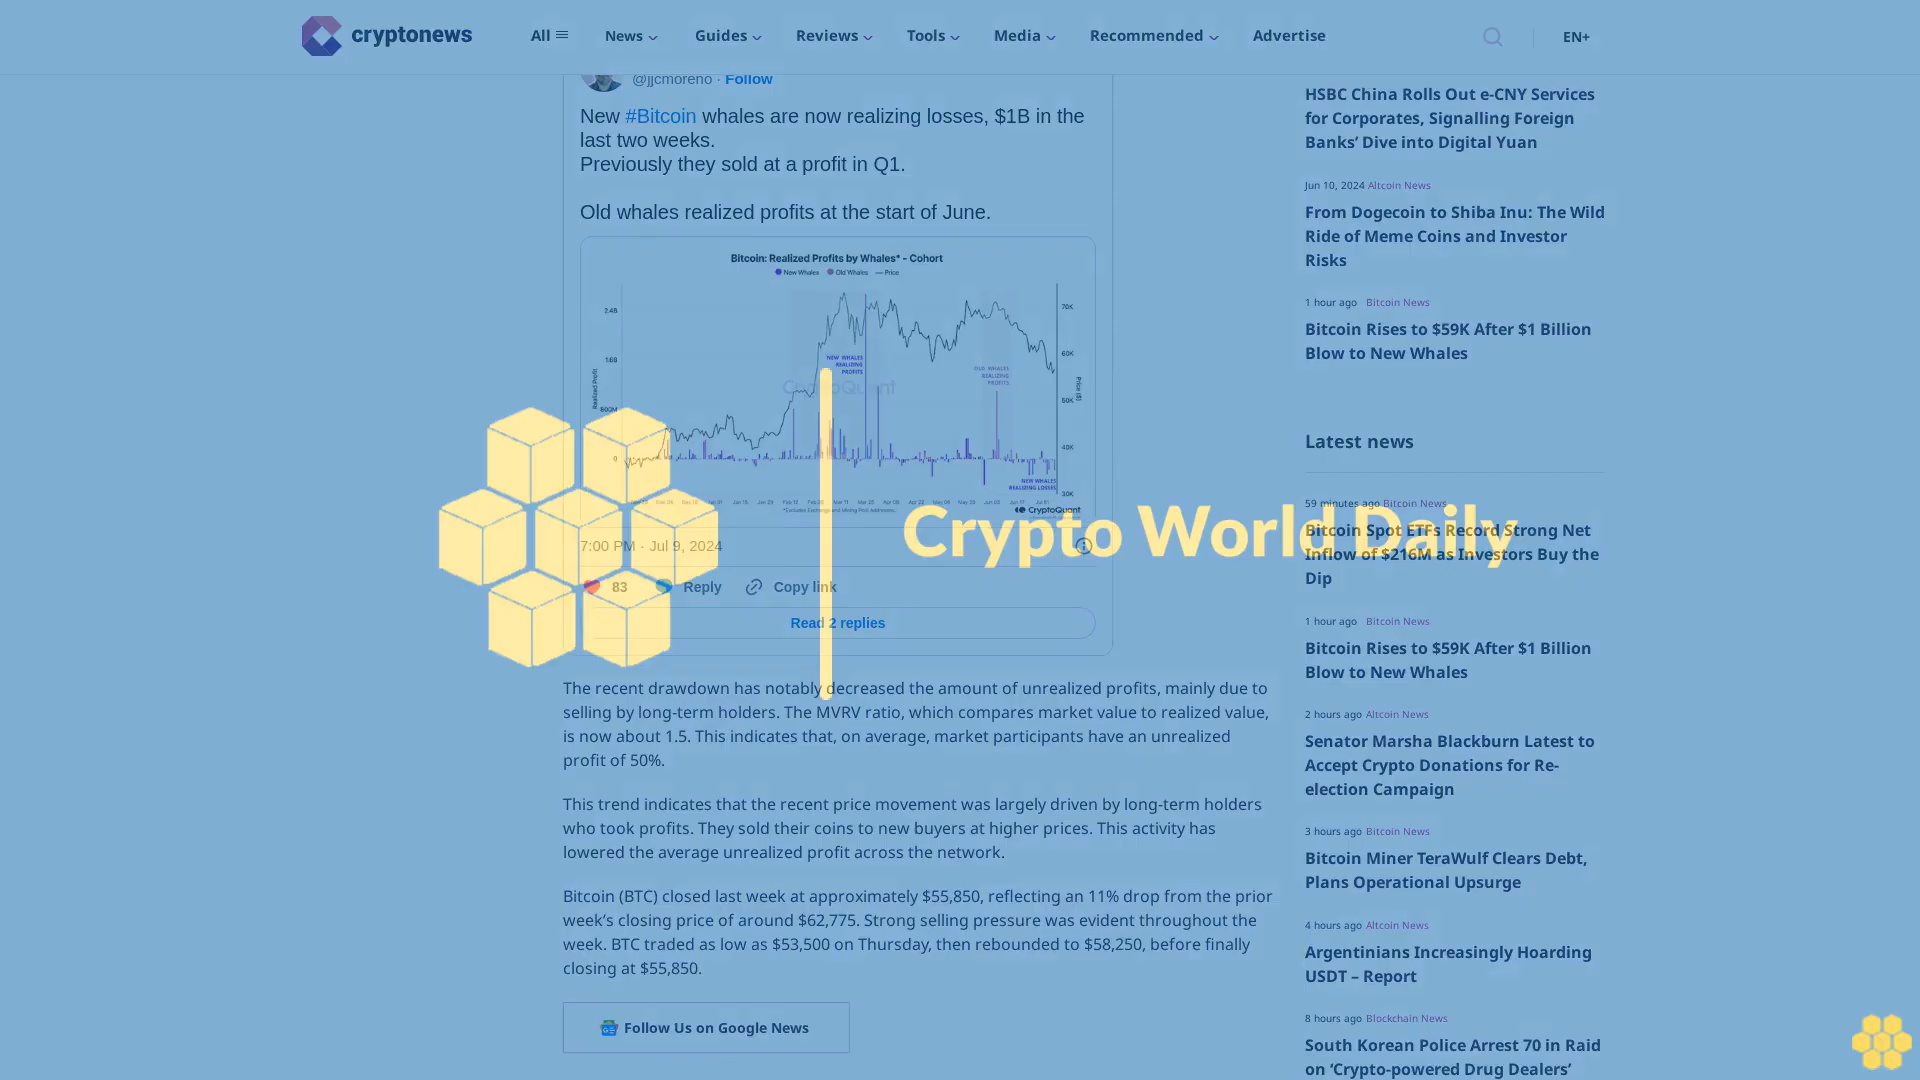 cryptonews
All
News
Guides
Reviews
Tools
Media
Recommended
Advertise
EN+
@jjcmoreno · Follow
New #Bitcoin whales are now realizing losses, $1B in the
last two weeks.
Previously they sold at a profit in Q1.
Old whales realized profits at the start of June.
Bitcoin: Realized Profits by Whales* - Cohort
New Whales Old Whales Price
2.4B
1.6B
800M
0
Realized Profit
70K
60K
50K
40K
30K
Price ($)
NEW WHALES
REALIZING
PROFITS
OLD WHALES
REALIZING
PROFITS
NEW WHALES
REALIZING LOSSES
CryptoQuant
*Excludes Exchange and Mining Pool Addresses.
CryptoQuant
7:00 PM · Jul 9, 2024
83
Reply
Copy link
Read 2 replies
Crypto World Daily
The recent drawdown has notably decreased the amount of unrealized profits, mainly due to
selling by long-term holders. The MVRV ratio, which compares market value to realized value,
is now about 1.5. This indicates that, on average, market participants have an unrealized
profit of 50%.
This trend indicates that the recent price movement was largely driven by long-term holders
who took profits. They sold their coins to new buyers at higher prices. This activity has
lowered the average unrealized profit across the network.
Bitcoin (BTC) closed last week at approximately $55,850, reflecting an 11% drop from the prior
week’s closing price of around $62,775. Strong selling pressure was evident throughout the
week. BTC traded as low as $53,500 on Thursday, then rebounded to $58,250, before finally
closing at $55,850.
Follow Us on Google News
HSBC China Rolls Out e-CNY Services
for Corporates, Signalling Foreign
Banks’ Dive into Digital Yuan
Jun 10, 2024 Altcoin News
From Dogecoin to Shiba Inu: The Wild
Ride of Meme Coins and Investor
Risks
1 hour ago Bitcoin News
Bitcoin Rises to $59K After $1 Billion
Blow to New Whales
Latest news
59 minutes ago Bitcoin News
Bitcoin Spot ETFs Record Strong Net
Inflow of $216M as Investors Buy the
Dip
1 hour ago Bitcoin News
Bitcoin Rises to $59K After $1 Billion
Blow to New Whales
2 hours ago Altcoin News
Senator Marsha Blackburn Latest to
Accept Crypto Donations for Re-
election Campaign
3 hours ago Bitcoin News
Bitcoin Miner TeraWulf Clears Debt,
Plans Operational Upsurge
4 hours ago Altcoin News
Argentinians Increasingly Hoarding
USDT – Report
8 hours ago Blockchain News
South Korean Police Arrest 70 in Raid
on ‘Crypto-powered Drug Dealers’